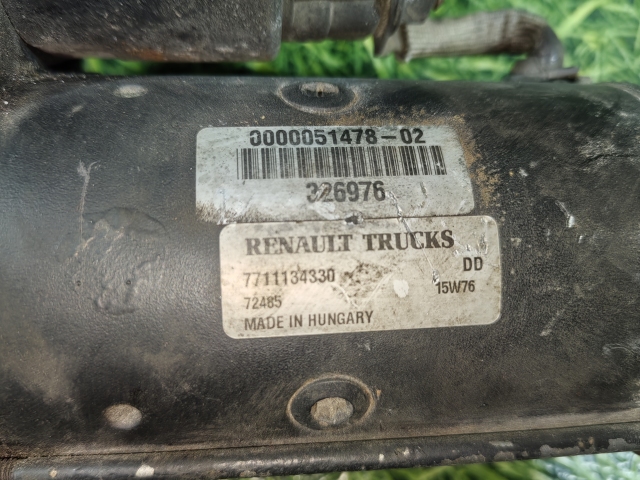 0000051478-02
326976
RENAULT TRUCKS
7711134330 DD
72485 15W76
MADE IN HUNGARY